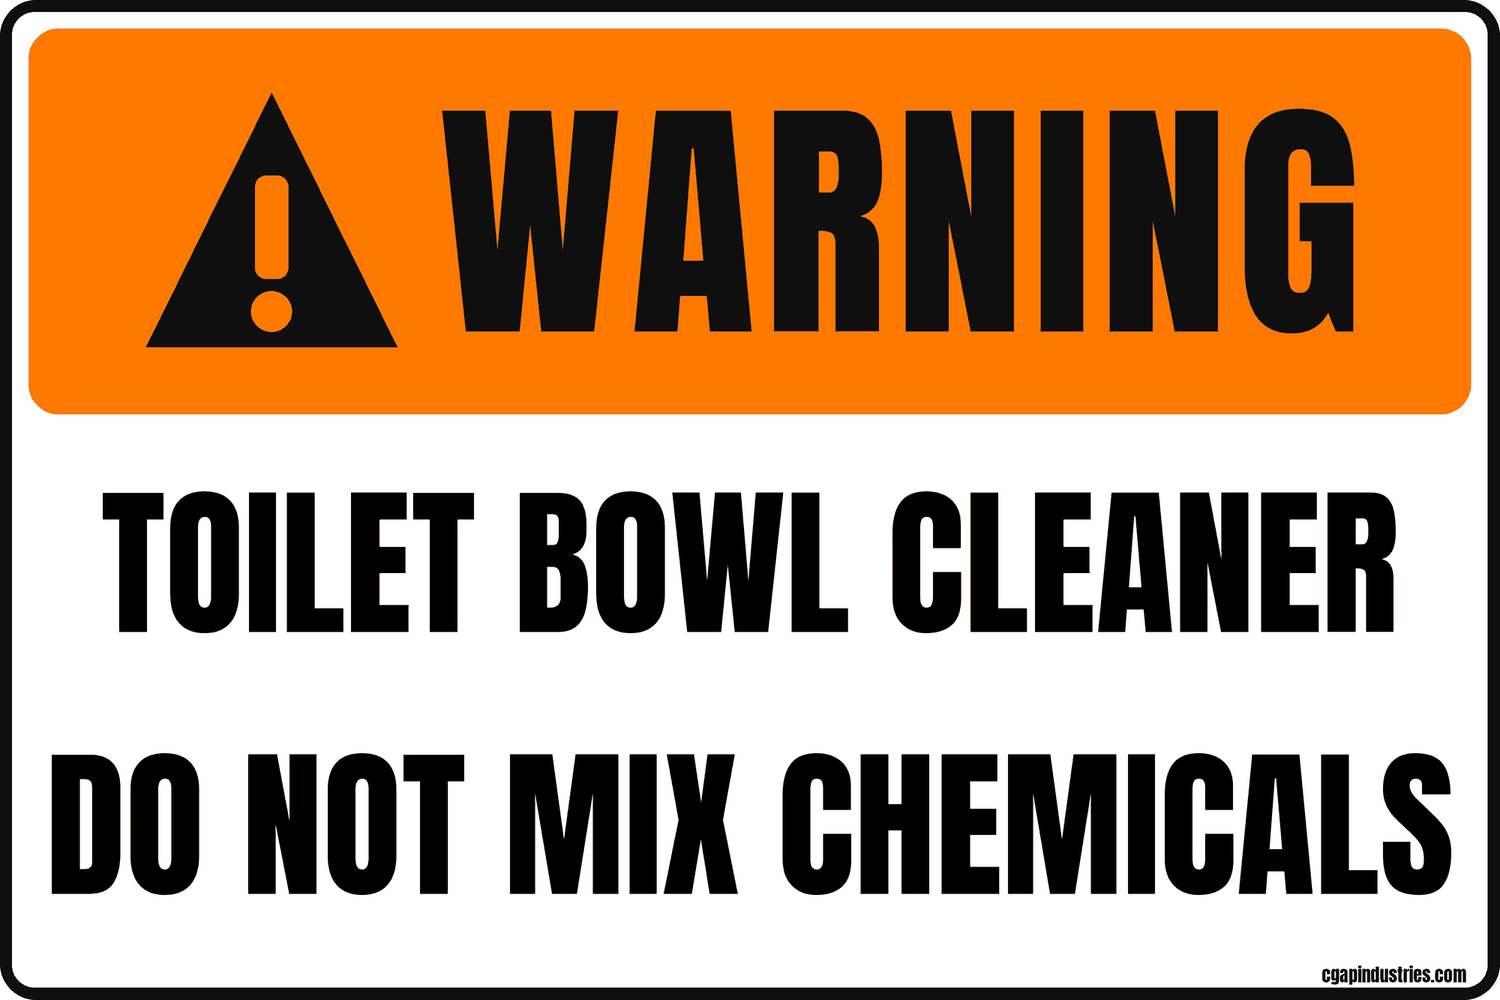 WARNING
TOILET BOWL CLEANER
DO NOT MIX CHEMICALS
cgapindustries.com